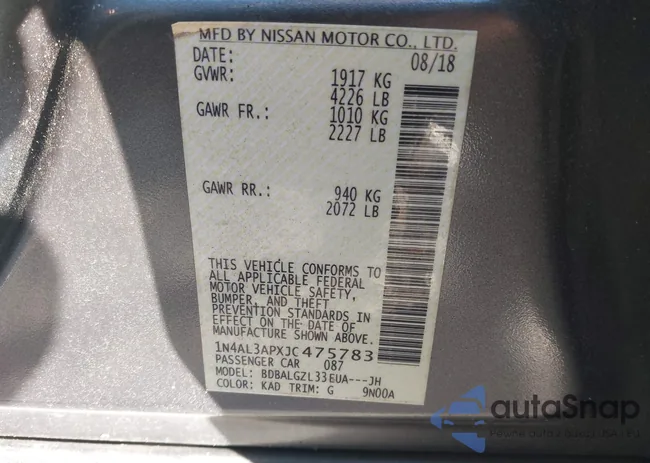 MFD BY NISSAN MOTOR CO., LTD.
DATE: 08/18
GVWR: 1917 KG
4226 LB
GAWR FR.: 1010 KG
2227 LB
GAWR RR.: 940 KG
2072 LB
THIS VEHICLE CONFORMS TO
ALL APPLICABLE FEDERAL
MOTOR VEHICLE SAFETY,
BUMPER, AND THEFT
PREVENTION STANDARDS IN
EFFECT ON THE DATE OF
MANUFACTURE SHOWN ABOVE.
1N4AL3APXJC475783
PASSENGER CAR 087
MODEL: BDBALGZL33EUA---JH
COLOR: KAD TRIM: G 9N00A
autoSnap